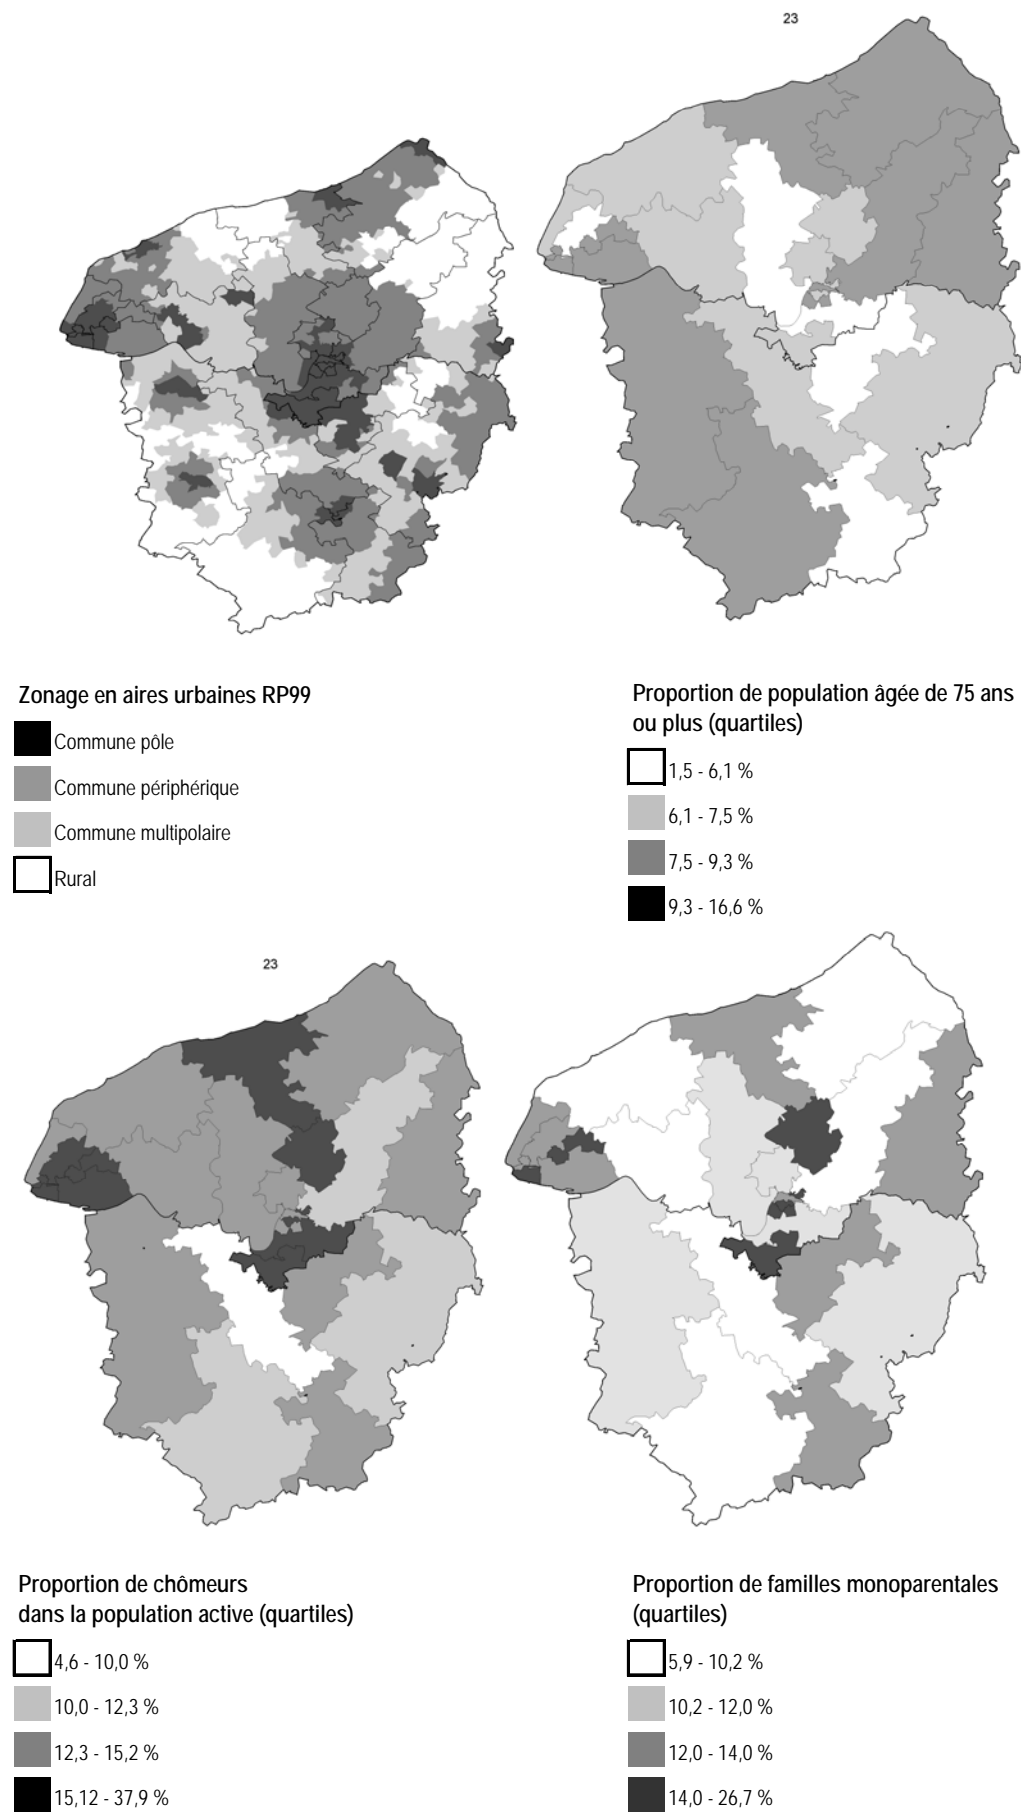 23
Zonage en aires urbaines RP99
Commune pôle
Commune périphérique
Commune multipolaire
Rural
Proportion de population âgée de 75 ans
ou plus (quartiles)
1,5 - 6,1 %
6,1 - 7,5 %
7,5 - 9,3 %
9,3 - 16,6 %
23
Proportion de chômeurs
dans la population active (quartiles)
4,6 - 10,0 %
10,0 - 12,3 %
12,3 - 15,2 %
15,12 - 37,9 %
Proportion de familles monoparentales
(quartiles)
5,9 - 10,2 %
10,2 - 12,0 %
12,0 - 14,0 %
14,0 - 26,7 %